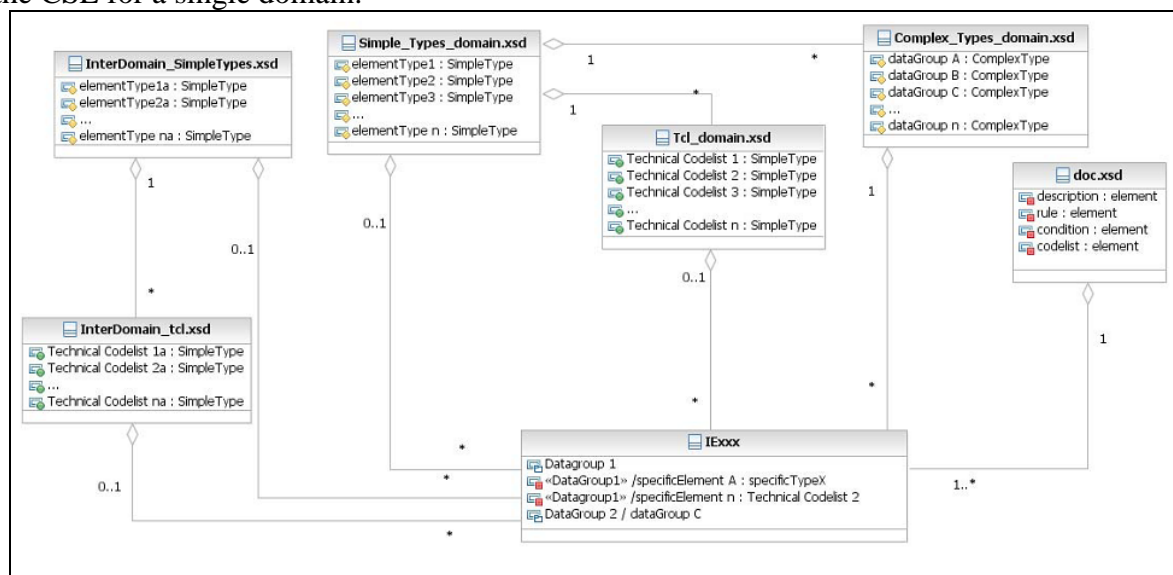 the CSE for a single domain.
InterDomain_SimpleTypes.xsd
elementType1a : SimpleType
elementType2a : SimpleType
...
elementType na : SimpleType
Simple_Types_domain.xsd
elementType1 : SimpleType
elementType2 : SimpleType
elementType3 : SimpleType
...
elementType n : SimpleType
Complex_Types_domain.xsd
dataGroup A : ComplexType
dataGroup B : ComplexType
dataGroup C : ComplexType
...
dataGroup n : ComplexType
1
*
1
*
Tcl_domain.xsd
Technical Codelist 1 : SimpleType
Technical Codelist 2 : SimpleType
Technical Codelist 3 : SimpleType
...
Technical Codelist n : SimpleType
doc.xsd
description : element
rule : element
condition : element
codelist : element
1
0..1
0..1
1
0..1
*
1
InterDomain_tcl.xsd
Technical Codelist 1a : SimpleType
Technical Codelist 2a : SimpleType
...
Technical Codelist na : SimpleType
*
*
IExxx
Datagroup 1
«DataGroup1» /specificElement A : specificTypeX
«Datagroup1» /specificElement n : Technical Codelist 2
DataGroup 2 / dataGroup C
*
*
0..1
*
1..*